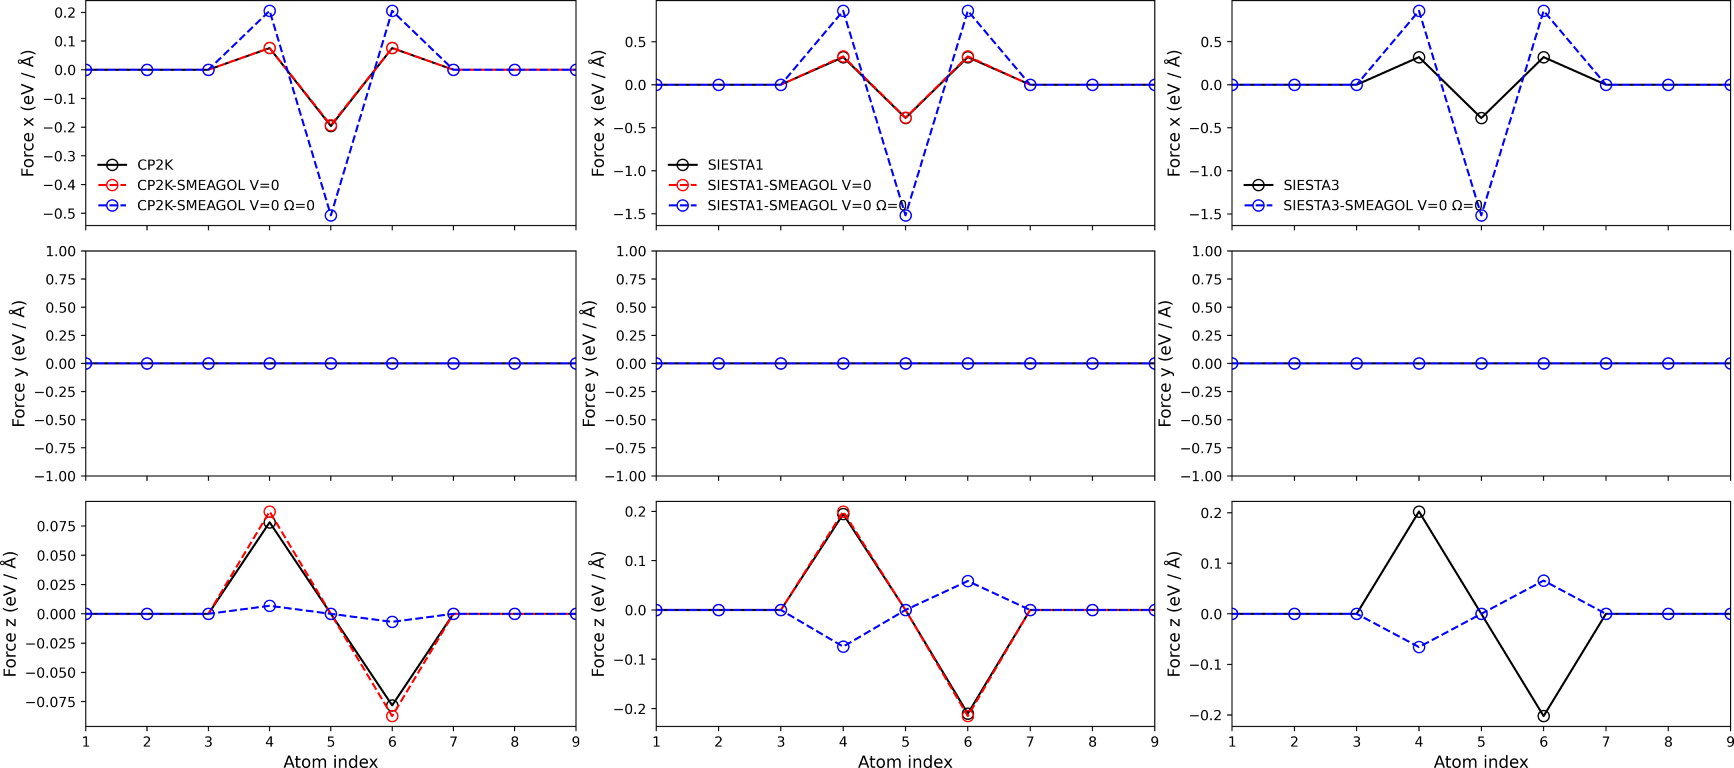 0.2
0.1
0.0
−0.1
−0.2
−0.3
−0.4
−0.5
Force x (eV / Å)
CP2K
CP2K-SMEAGOL V=0
CP2K-SMEAGOL V=0 Ω=0
0.5
0.0
−0.5
−1.0
−1.5
Force x (eV / Å)
SIESTA1
SIESTA1-SMEAGOL V=0
SIESTA1-SMEAGOL V=0 Ω=0
0.5
0.0
−0.5
−1.0
−1.5
Force x (eV / Å)
SIESTA3
SIESTA3-SMEAGOL V=0 Ω=0
1.00
0.75
0.50
0.25
0.00
−0.25
−0.50
−0.75
−1.00
Force y (eV / Å)
1.00
0.75
0.50
0.25
0.00
−0.25
−0.50
−0.75
−1.00
Force y (eV / Å)
1.00
0.75
0.50
0.25
0.00
−0.25
−0.50
−0.75
−1.00
Force y (eV / Å)
0.075
0.050
0.025
0.000
−0.025
−0.050
−0.075
Force z (eV / Å)
1 2 3 4 5 6 7 8 9
Atom index
0.2
0.1
0.0
−0.1
−0.2
Force z (eV / Å)
1 2 3 4 5 6 7 8 9
Atom index
0.2
0.1
0.0
−0.1
−0.2
Force z (eV / Å)
1 2 3 4 5 6 7 8 9
Atom index